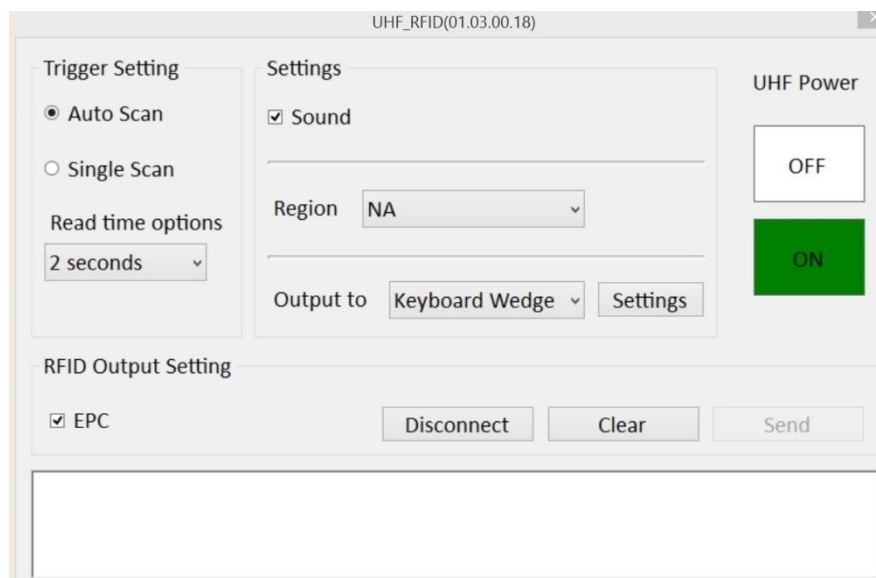 UHF_RFID(01.03.00.18)
Trigger Setting
Auto Scan
Single Scan
Read time options
2 seconds
Settings
Sound
Region NA
Output to Keyboard Wedge Settings
UHF Power
OFF
ON
RFID Output Setting
EPC Disconnect Clear Send